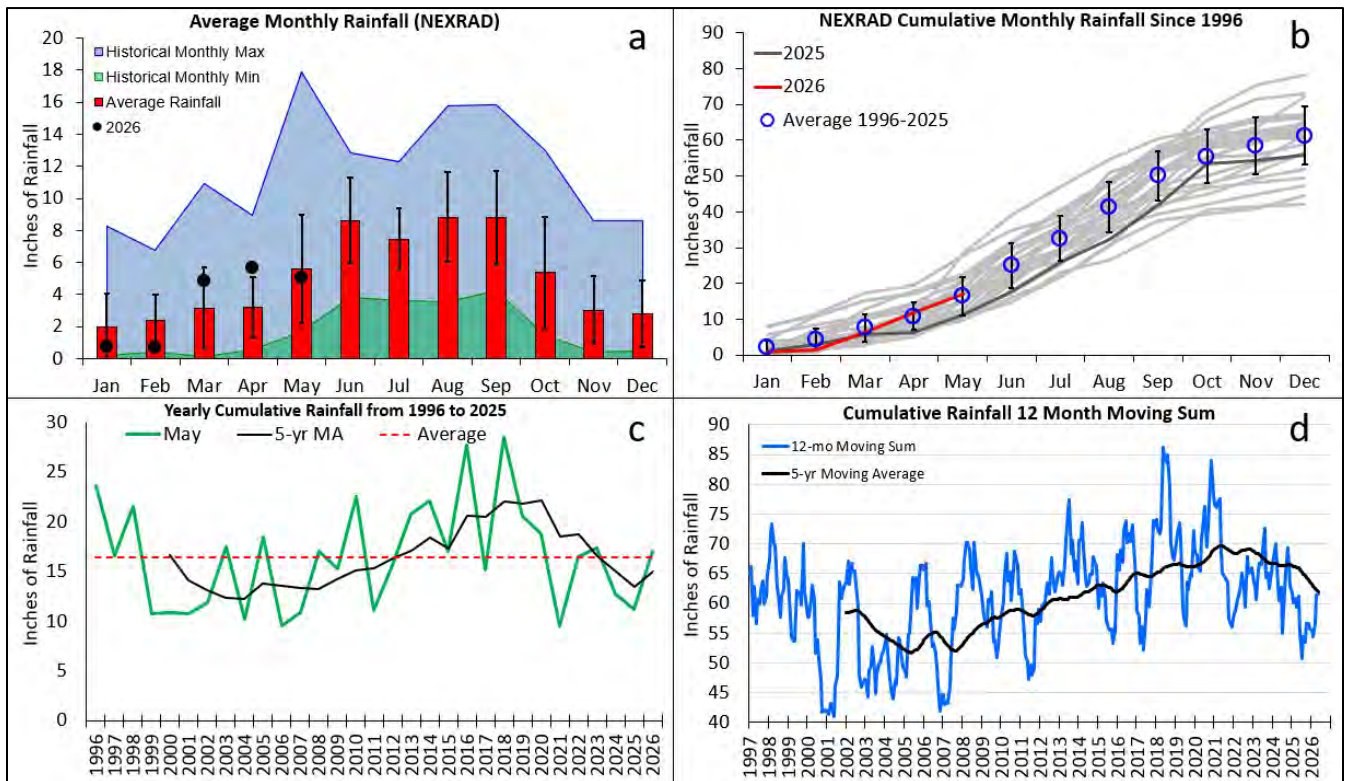 Average Monthly Rainfall (NEXRAD)
a
Inches of Rainfall
20
18
16
14
12
10
8
6
4
2
0
Historical Monthly Max
Historical Monthly Min
Average Rainfall
2026
Jan Feb Mar Apr May Jun Jul Aug Sep Oct Nov Dec
NEXRAD Cumulative Monthly Rainfall Since 1996
b
Inches of Rainfall
90
80
70
60
50
40
30
20
10
0
2025
2026
Average 1996-2025
Jan Feb Mar Apr May Jun Jul Aug Sep Oct Nov Dec
Yearly Cumulative Rainfall from 1996 to 2025
c
May 5-yr MA Average
Inches of Rainfall
30
25
20
15
10
5
0
1996 1997 1998 1999 2000 2001 2002 2003 2004 2005 2006 2007 2008 2009 2010 2011 2012 2013 2014 2015 2016 2017 2018 2019 2020 2021 2022 2023 2024 2025 2026
Cumulative Rainfall 12 Month Moving Sum
d
Inches of Rainfall
90
85
80
75
70
65
60
55
50
45
40
12-mo Moving Sum
5-yr Moving Average
1997 1998 1999 2000 2001 2002 2003 2004 2005 2006 2007 2008 2009 2010 2011 2012 2013 2014 2015 2016 2017 2018 2019 2020 2021 2022 2023 2024 2025 2026